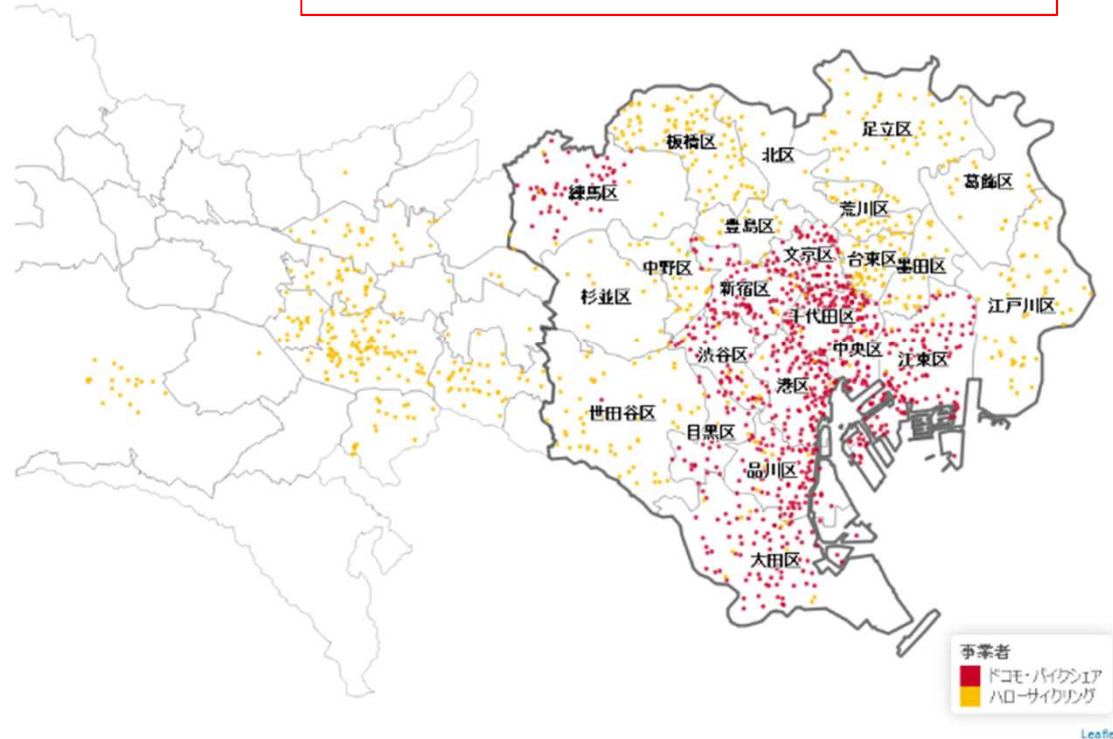 足立区
板橋区
北区
葛飾区
練馬区
荒川区
豊島区
文京区
台東区
墨田区
中野区
新宿区
杉並区
江戸川区
千代田区
渋谷区
中央区
江東区
港区
世田谷区
目黒区
品川区
大田区
事業者
ドコモ・バイクシェア
ハローサイクリング